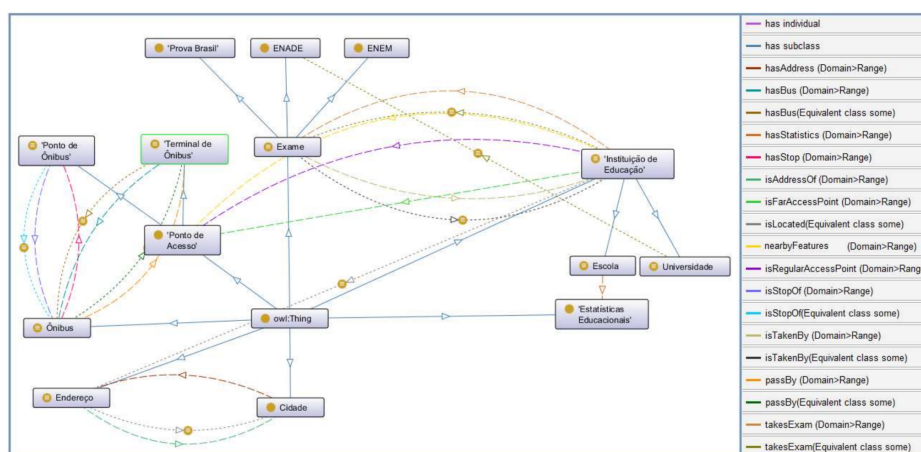 'Prova Brasil'
ENADE
ENEM
'Ponto de
Ônibus'
'Terminal de
Ônibus'
Exame
'Instituição de
Educação'
'Ponto de
Acesso'
Escola
Universidade
Ônibus
owl:Thing
'Estatísticas
Educacionais'
Endereço
Cidade
has individual
has subclass
hasAddress (Domain>Range)
hasBus (Domain>Range)
hasBus(Equivalent class some)
hasStatistics (Domain>Range)
hasStop (Domain>Range)
isAddressOf (Domain>Range)
isFarAccessPoint (Domain>Range)
isLocated(Equivalent class some)
nearbyFeatures (Domain>Range)
isRegularAccessPoint (Domain>Rang
isStopOf (Domain>Range)
isStopOf(Equivalent class some)
isTakenBy (Domain>Range)
isTakenBy(Equivalent class some)
passBy (Domain>Range)
passBy(Equivalent class some)
takesExam (Domain>Range)
takesExam(Equivalent class some)